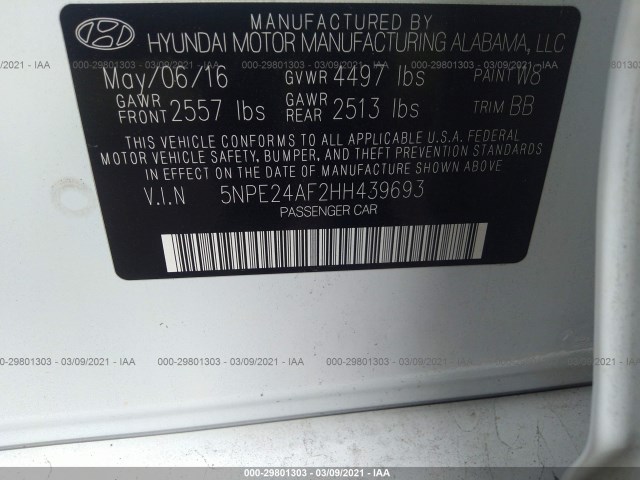 MANUFACTURED BY
HYUNDAI MOTOR MANUFACTURING ALABAMA, LLC
May/06/16 GVWR 4497 lbs PAINT W8
GAWR FRONT 2557 lbs GAWR REAR 2513 lbs TRIM BB
THIS VEHICLE CONFORMS TO ALL APPLICABLE U.S.A. FEDERAL
MOTOR VEHICLE SAFETY, BUMPER, AND THEFT PREVENTION STANDARDS
IN EFFECT ON THE DATE OF MANUFACTURE SHOWN ABOVE.
V.I.N 5NPE24AF2HH439693
PASSENGER CAR
000-29801303 - 03/09/2021 - IAA